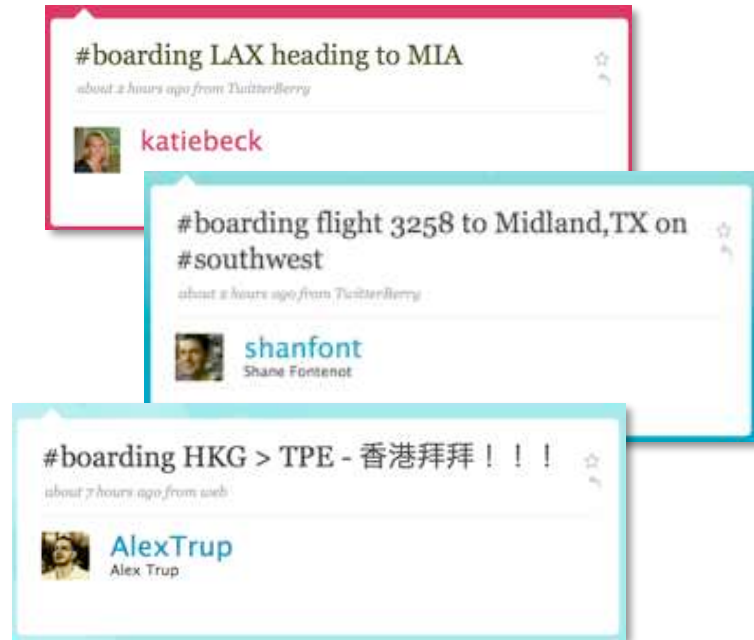 #boarding LAX heading to MIA
about 2 hours ago from TwitterBerry
katiebeck
#boarding flight 3258 to Midland,TX on
#southwest
about 2 hours ago from TwitterBerry
shanfont
Shane Fontenot
#boarding HKG > TPE - 香港拜拜！！！
about 7 hours ago from web
AlexTrup
Alex Trup